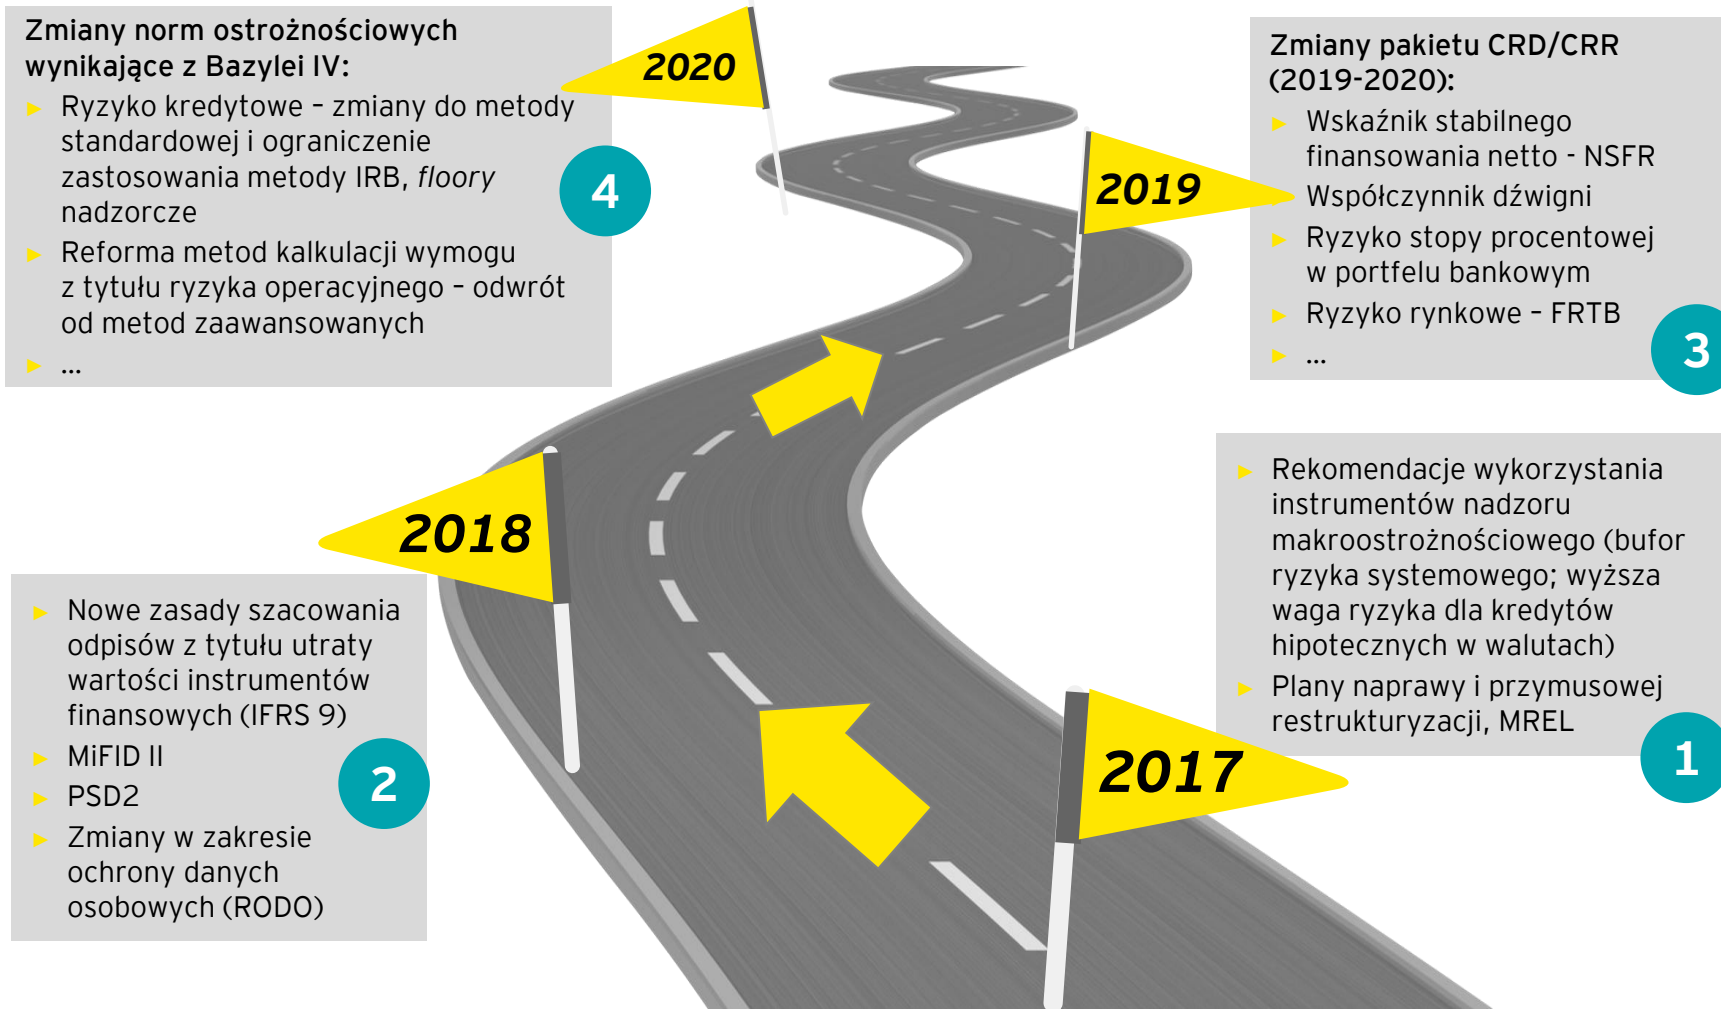 Zmiany norm ostrożnościowych
wynikające z Bazylei IV:
► Ryzyko kredytowe – zmiany do metody
standardowej i ograniczenie
zastosowania metody IRB, floory
nadzorcze
► Reforma metod kalkulacji wymogu
z tytułu ryzyka operacyjnego – odwrót
od metod zaawansowanych
► ...
4
2020
Zmiany pakietu CRD/CRR
(2019-2020):
► Wskaźnik stabilnego
finansowania netto - NSFR
Współczynnik dźwigni
► Ryzyko stopy procentowej
w portfelu bankowym
► Ryzyko rynkowe – FRTB
► ...
3
2019
2018
► Nowe zasady szacowania
odpisów z tytułu utraty
wartości instrumentów
finansowych (IFRS 9)
► MiFID II
► PSD2
► Zmiany w zakresie
ochrony danych
osobowych (RODO)
2
► Rekomendacje wykorzystania
instrumentów nadzoru
makroostrożnościowego (bufor
ryzyka systemowego; wyższa
waga ryzyka dla kredytów
hipotecznych w walutach)
► Plany naprawy i przymusowej
restrukturyzacji, MREL
1
2017